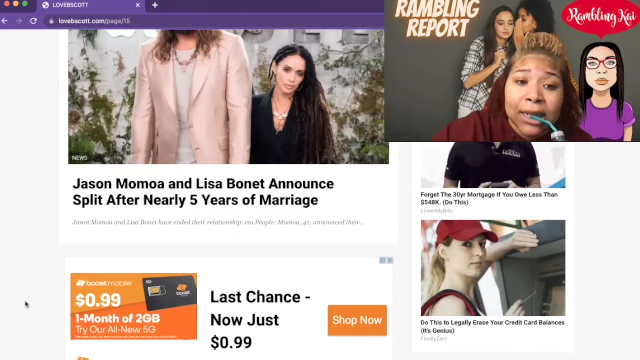 LOVEBSCOTT
lovebscott.com/page/15
RAMBLING
REPORT
Rambling Kai
NEWS
Jason Momoa and Lisa Bonet Announce
Split After Nearly 5 Years of Marriage
Jason Momoa and Lisa Bonet have ended their relationship, via People. Momoa, 42, announced their ...
boost mobile
$0.99
1-Month of 2GB
Try Our All-New 5G
Last Chance -
Now Just
$0.99
Shop Now
Forget The 30yr Mortgage If You Owe Less Than
$548K. (Do This)
LowerMyBills
Do This to Legally Erase Your Credit Card Balances
(It's Genius)
FinallyZero